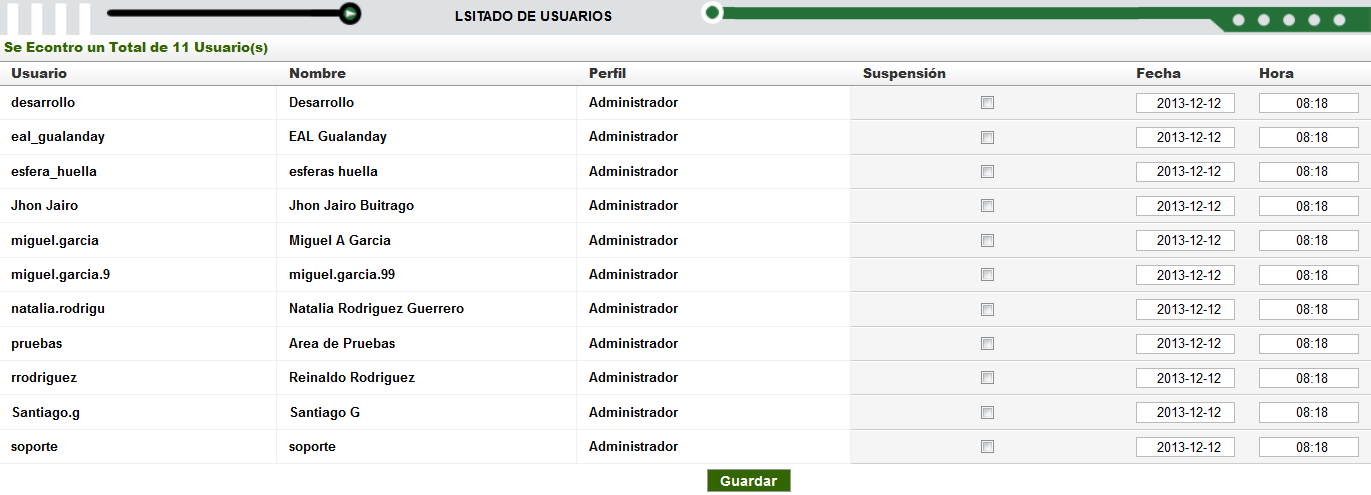 LSITADO DE USUARIOS
Se Econtro un Total de 11 Usuario(s)
Usuario Nombre Perfil Suspensión Fecha Hora
desarrollo Desarrollo Administrador 2013-12-12 08:18
eal_gualanday EAL Gualanday Administrador 2013-12-12 08:18
esfera_huella esferas huella Administrador 2013-12-12 08:18
Jhon Jairo Jhon Jairo Buitrago Administrador 2013-12-12 08:18
miguel.garcia Miguel A Garcia Administrador 2013-12-12 08:18
miguel.garcia.9 miguel.garcia.99 Administrador 2013-12-12 08:18
natalia.rodrigu Natalia Rodriguez Guerrero Administrador 2013-12-12 08:18
pruebas Area de Pruebas Administrador 2013-12-12 08:18
rrodriguez Reinaldo Rodriguez Administrador 2013-12-12 08:18
Santiago.g Santiago G Administrador 2013-12-12 08:18
soporte soporte Administrador 2013-12-12 08:18
Guardar